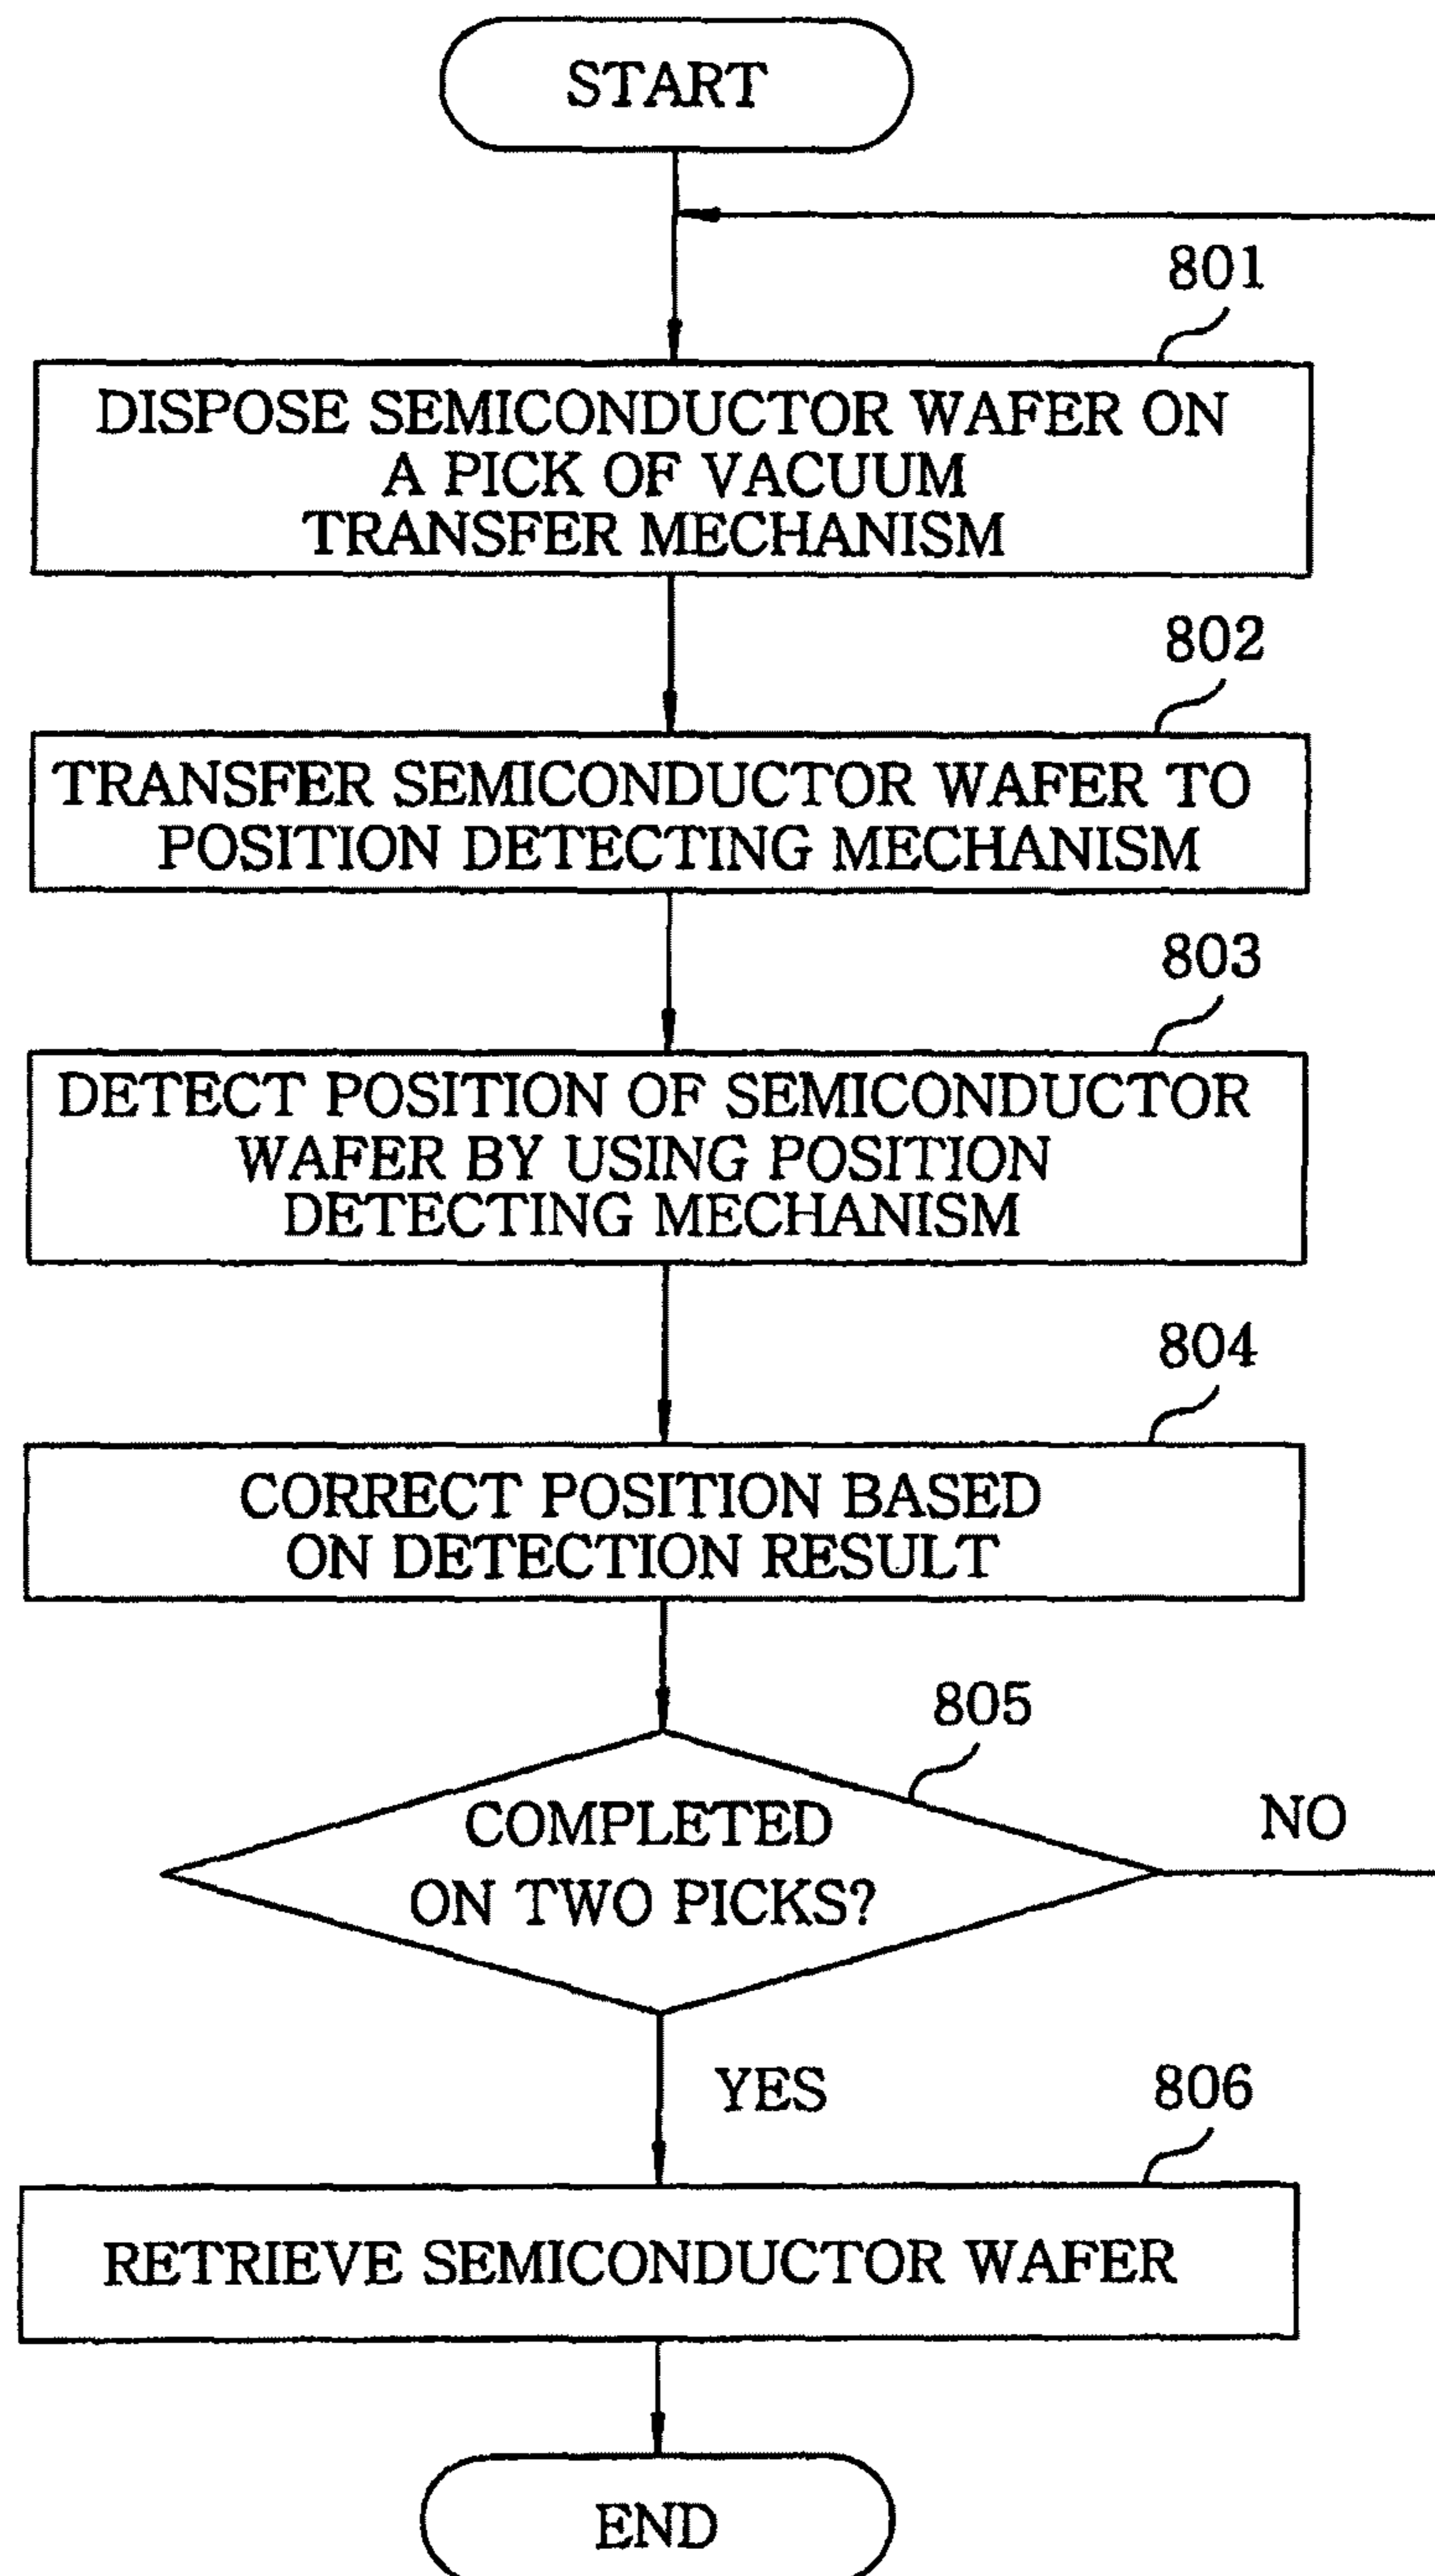 START
801
DISPOSE SEMICONDUCTOR WAFER ON
A PICK OF VACUUM
TRANSFER MECHANISM
802
TRANSFER SEMICONDUCTOR WAFER TO
POSITION DETECTING MECHANISM
803
DETECT POSITION OF SEMICONDUCTOR
WAFER BY USING POSITION
DETECTING MECHANISM
804
CORRECT POSITION BASED
ON DETECTION RESULT
805
COMPLETED
ON TWO PICKS?
NO
YES
806
RETRIEVE SEMICONDUCTOR WAFER
END